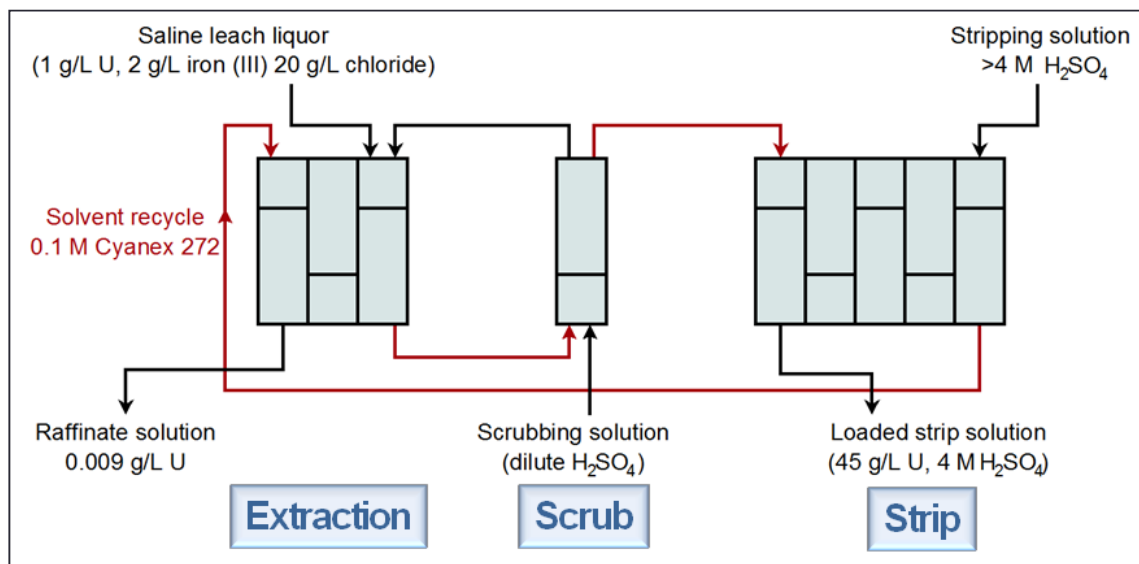 Saline leach liquor
(1 g/L U, 2 g/L iron (III) 20 g/L chloride)
Stripping solution
>4 M H₂SO₄
Solvent recycle
0.1 M Cyanex 272
Raffinate solution
0.009 g/L U
Scrubbing solution
(dilute H₂SO₄)
Loaded strip solution
(45 g/L U, 4 M H₂SO₄)
Extraction
Scrub
Strip